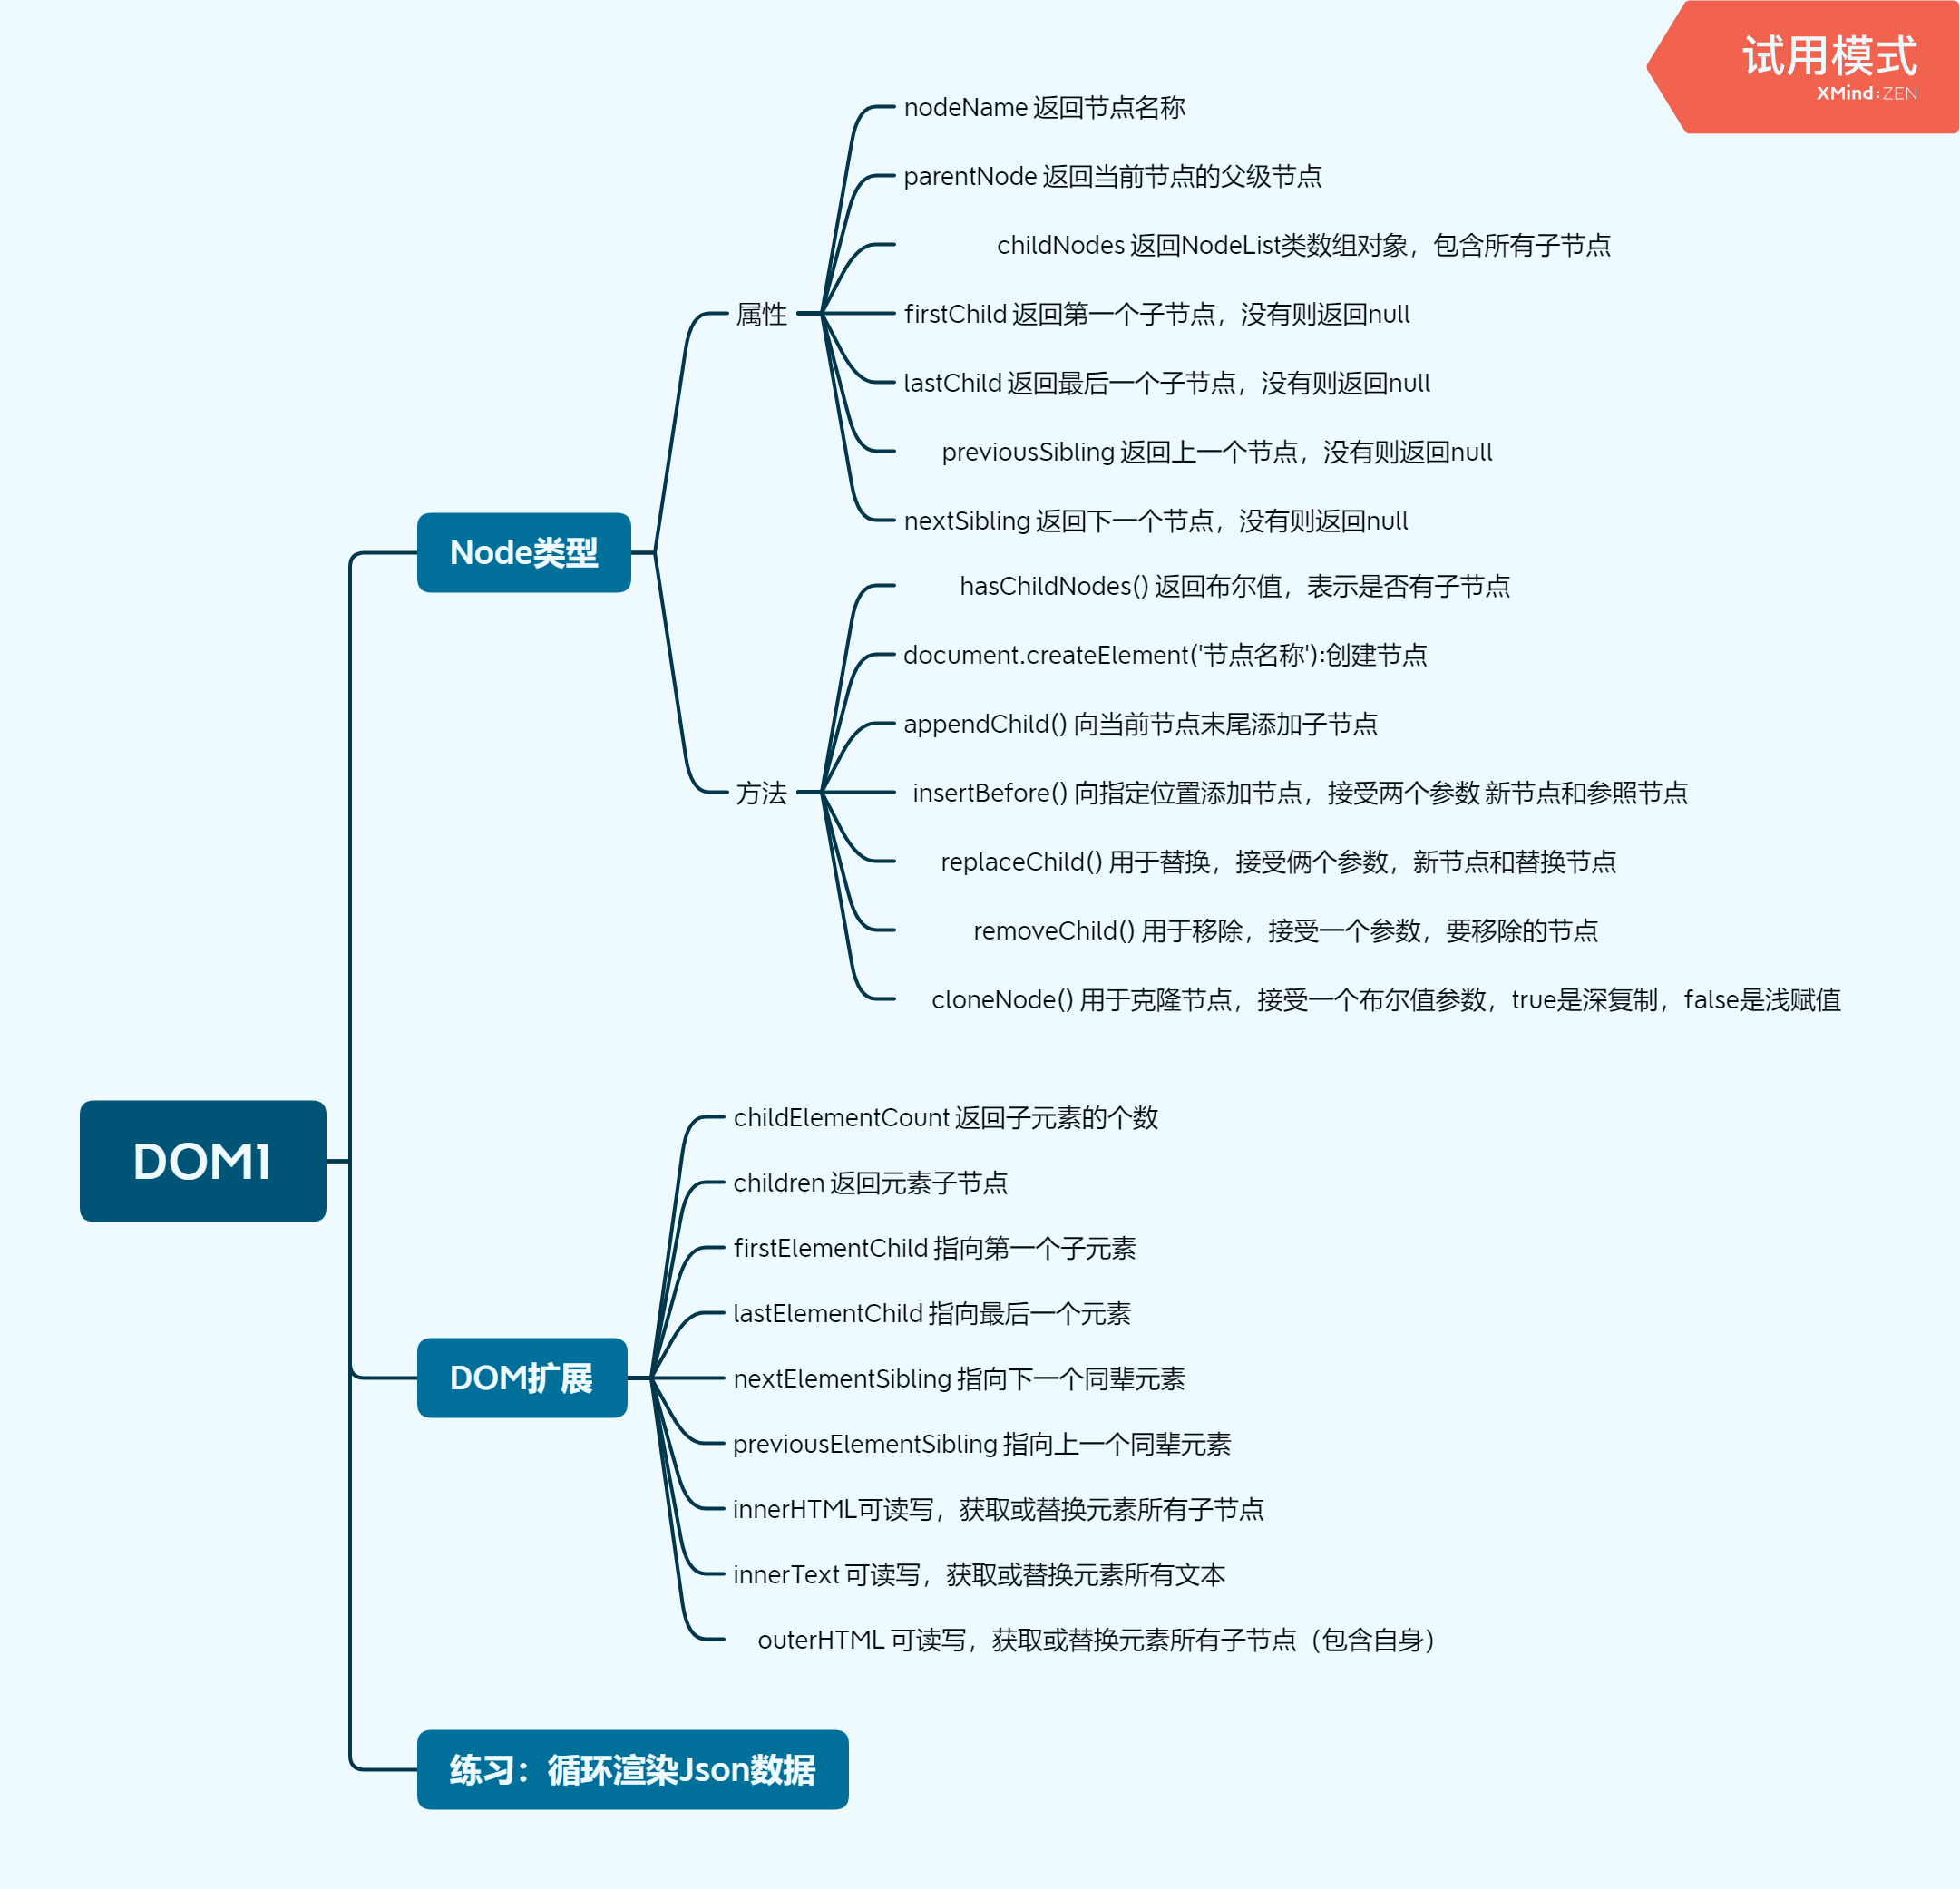 试用模式
XMind:ZEN
DOM1
Node类型
属性
nodeName 返回节点名称
parentNode 返回当前节点的父级节点
childNodes 返回NodeList类数组对象，包含所有子节点
firstChild 返回第一个子节点，没有则返回null
lastChild 返回最后一个子节点，没有则返回null
previousSibling 返回上一个节点，没有则返回null
nextSibling 返回下一个节点，没有则返回null
方法
hasChildNodes() 返回布尔值，表示是否有子节点
document.createElement('节点名称'):创建节点
appendChild() 向当前节点末尾添加子节点
insertBefore() 向指定位置添加节点，接受两个参数 新节点和参照节点
replaceChild() 用于替换，接受俩个参数，新节点和替换节点
removeChild() 用于移除，接受一个参数，要移除的节点
cloneNode() 用于克隆节点，接受一个布尔值参数，true是深复制，false是浅赋值
DOM扩展
childElementCount 返回子元素的个数
children 返回元素子节点
firstElementChild 指向第一个子元素
lastElementChild 指向最后一个元素
nextElementSibling 指向下一个同辈元素
previousElementSibling 指向上一个同辈元素
innerHTML可读写，获取或替换元素所有子节点
innerText 可读写，获取或替换元素所有文本
outerHTML 可读写，获取或替换元素所有子节点（包含自身）
练习：循环渲染Json数据